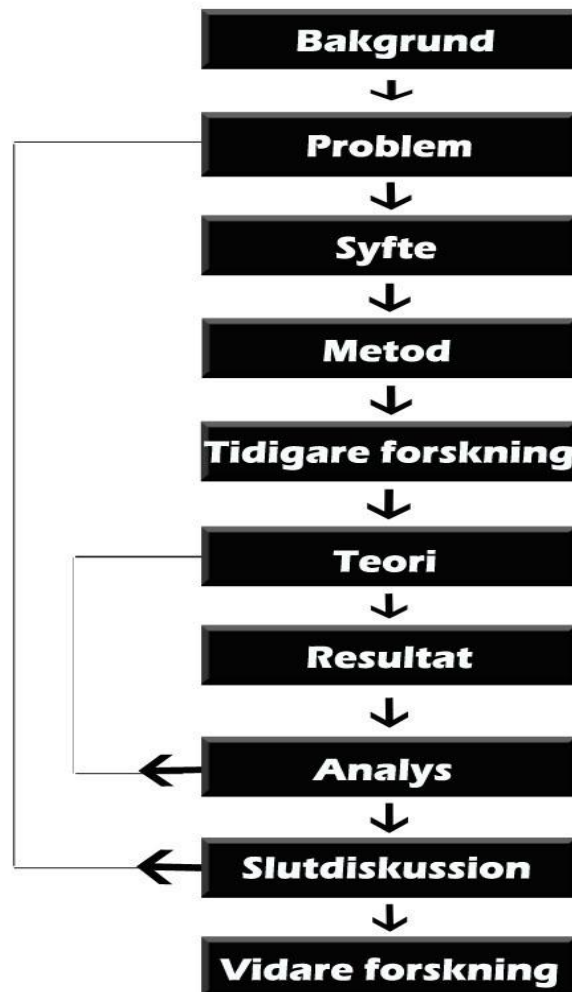 Bakgrund
Problem
Syfte
Metod
Tidigare forskning
Teori
Resultat
Analys
Slutdiskussion
Vidare forskning